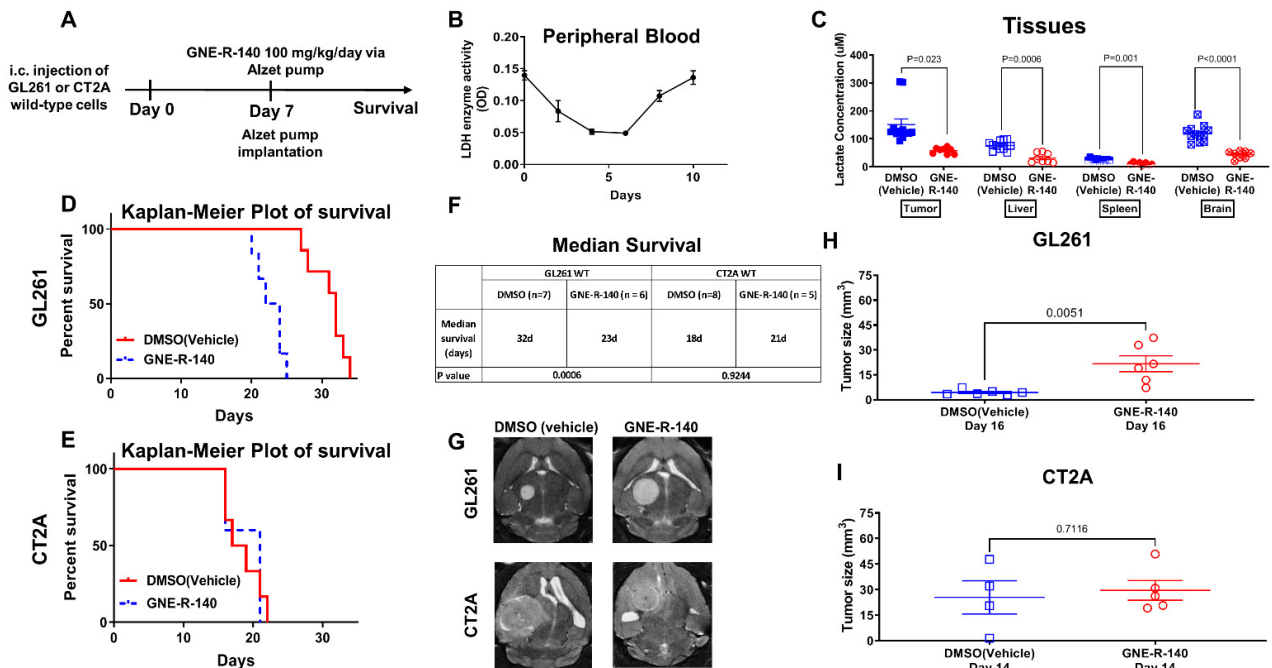 A
GNE-R-140 100 mg/kg/day via
Alzet pump
i.c. injection of
GL261 or CT2A
wild-type cells
Day 0
Day 7
Survival
Alzet pump
implantation
B
Peripheral Blood
LDH enzyme activity
(OD)
0.20
0.15
0.10
0.05
0.00
0 5 10
Days
C
Tissues
Lactate Concentration (uM)
400
300
200
100
0
P=0.023
P=0.0006
P=0.001
P<0.0001
DMSO GNE- DMSO GNE- DMSO GNE- DMSO GNE-
(Vehicle) R-140 (Vehicle) R-140 (Vehicle) R-140 (Vehicle) R-140
Tumor Liver Spleen Brain
D
Kaplan-Meier Plot of survival
GL261
Percent survival
100
50
0
DMSO(Vehicle)
GNE-R-140
0 10 20 30
Days
E
Kaplan-Meier Plot of survival
CT2A
Percent survival
100
50
0
DMSO(Vehicle)
GNE-R-140
0 10 20 30
Days
F
Median Survival
GL261 WT CT2A WT
DMSO (n=7) GNE-R-140 (n = 6) DMSO (n=8) GNE-R-140 (n = 5)
Median
survival
(days)
32d 23d 18d 21d
P value 0.0006 0.9244
G
DMSO (vehicle) GNE-R-140
GL261
CT2A
H
GL261
Tumor size (mm³)
75
60
45
30
15
0
0.0051
DMSO(Vehicle) GNE-R-140
Day 16 Day 16
I
CT2A
Tumor size (mm³)
75
60
45
30
15
0
0.7116
DMSO(Vehicle) GNE-R-140
Day 14 Day 14